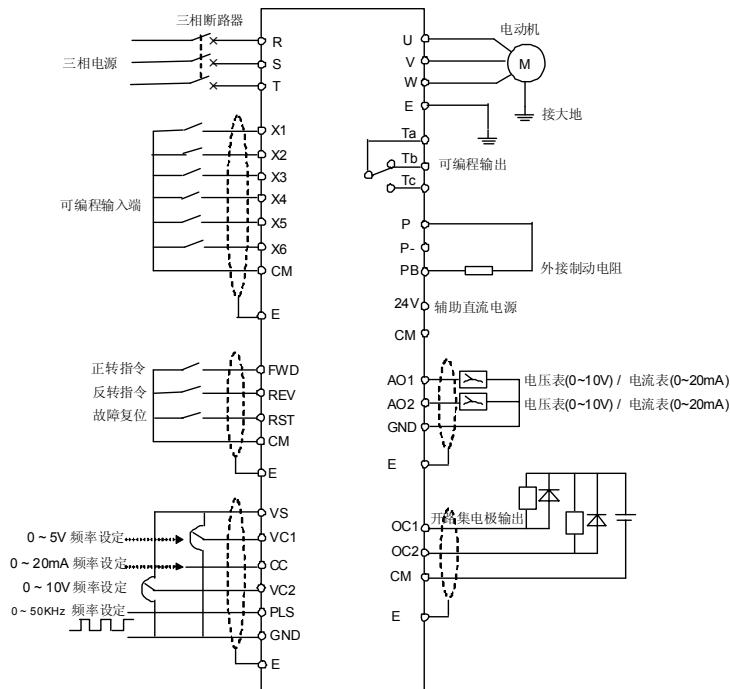 三相断路器
三相电源
R
S
T
X1
X2
X3
X4
X5
X6
CM
E
可编程输入端
正转指令
反转指令
故障复位
FWD
REV
RST
CM
E
0 ~ 5V 频率设定
0 ~ 20mA 频率设定
0 ~ 10V 频率设定
0 ~ 50KHz 频率设定
VS
VC1
CC
VC2
PLS
GND
E
U
V
W
E
电动机
M
接大地
Ta
Tb
Tc
可编程输出
P
P-
PB
外接制动电阻
24V
辅助直流电源
CM
AO1
电压表(0~10V) / 电流表(0~20mA)
AO2
电压表(0~10V) / 电流表(0~20mA)
GND
E
开路集电极输出
OC1
OC2
CM
E